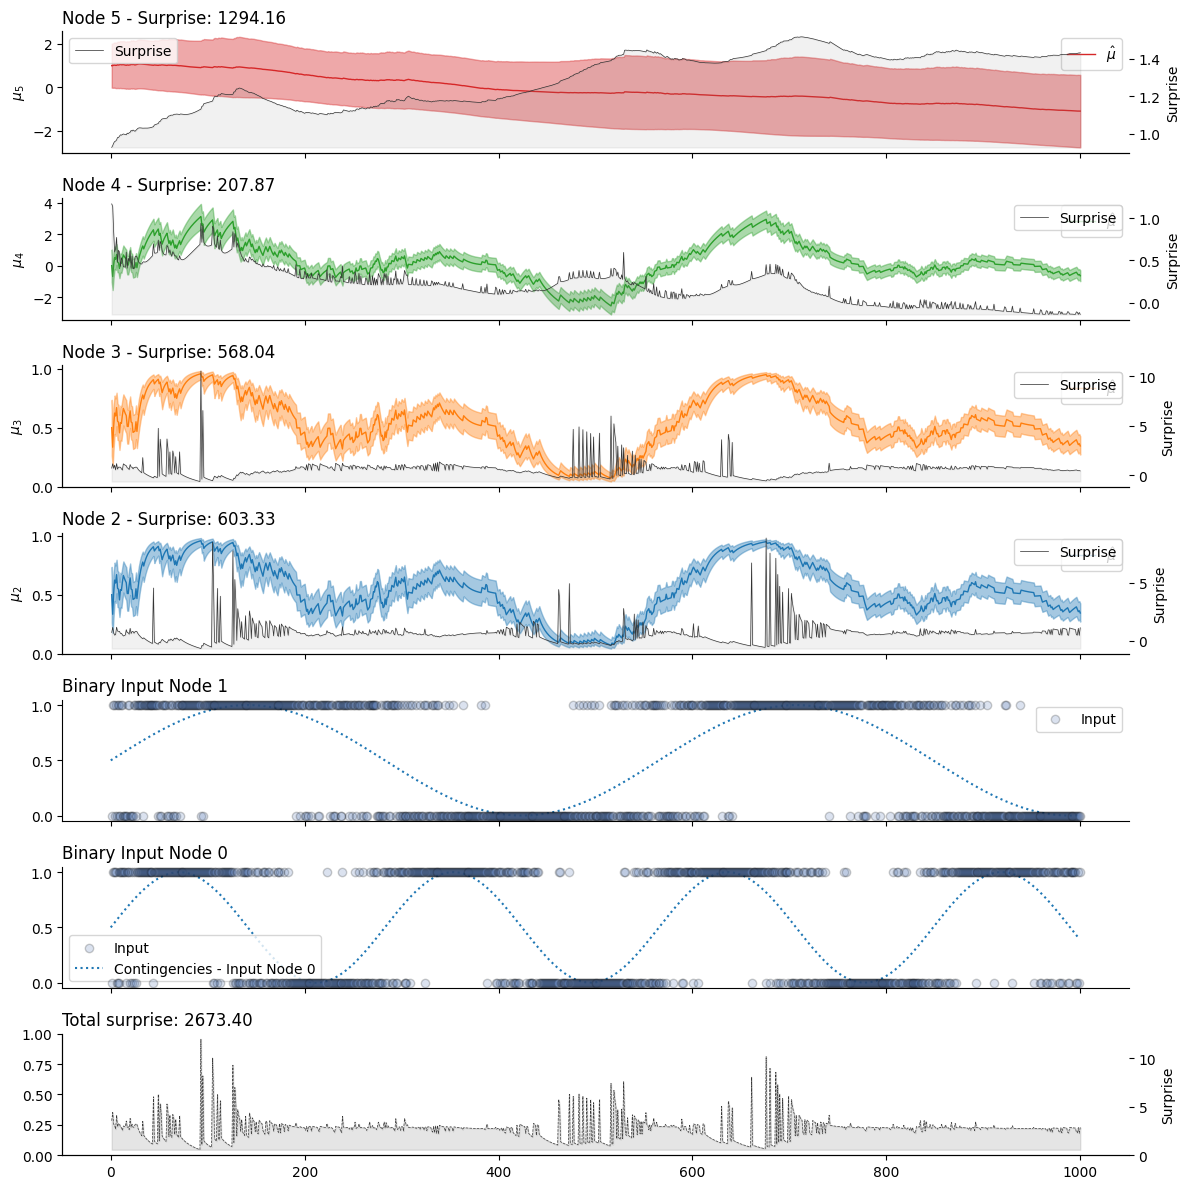 Node 5 - Surprise: 1294.16
2
0
−2
μ5
Surprise
μ̂
1.4
1.2
1.0
Surprise
Node 4 - Surprise: 207.87
4
2
0
−2
μ4
Surprise
1.0
0.5
0.0
Surprise
Node 3 - Surprise: 568.04
1.0
0.5
0.0
μ3
Surprise
10
5
0
Surprise
Node 2 - Surprise: 603.33
1.0
0.5
0.0
μ2
Surprise
5
0
Surprise
Binary Input Node 1
1.0
0.5
0.0
Input
Binary Input Node 0
1.0
0.5
0.0
Input
Contingencies - Input Node 0
Total surprise: 2673.40
1.00
0.75
0.50
0.25
0.00
10
5
0
Surprise
0
200
400
600
800
1000